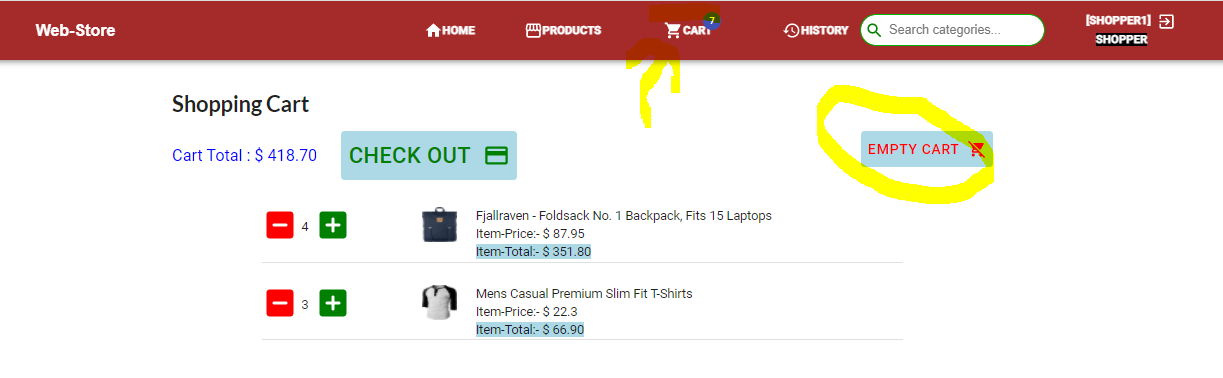 Web-Store
HOME
PRODUCTS
CART
7
HISTORY
Search categories...
[SHOPPER1]
SHOPPER
Shopping Cart
Cart Total : $ 418.70
CHECK OUT
EMPTY CART
4
Fjallraven - Foldsack No. 1 Backpack, Fits 15 Laptops
Item-Price:- $ 87.95
Item-Total:- $ 351.80
3
Mens Casual Premium Slim Fit T-Shirts
Item-Price:- $ 22.3
Item-Total:- $ 66.90